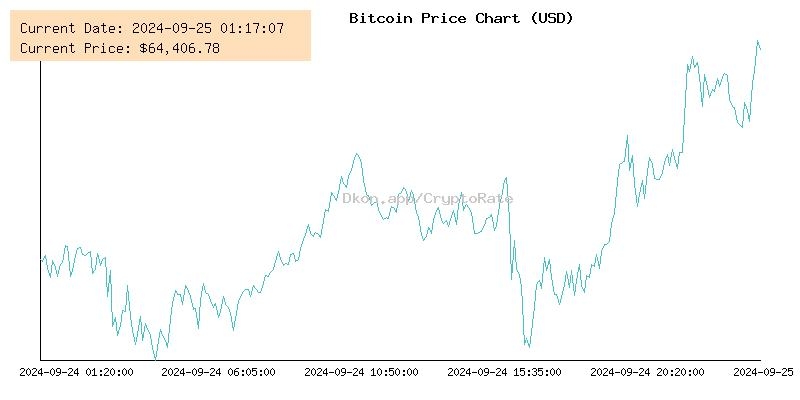 Bitcoin Price Chart (USD)
Current Date: 2024-09-25 01:17:07
Current Price: $64,406.78
Dkon.app/CryptoRate
2024-09-24 01:20:00 2024-09-24 06:05:00 2024-09-24 10:50:00 2024-09-24 15:35:00 2024-09-24 20:20:00 2024-09-25